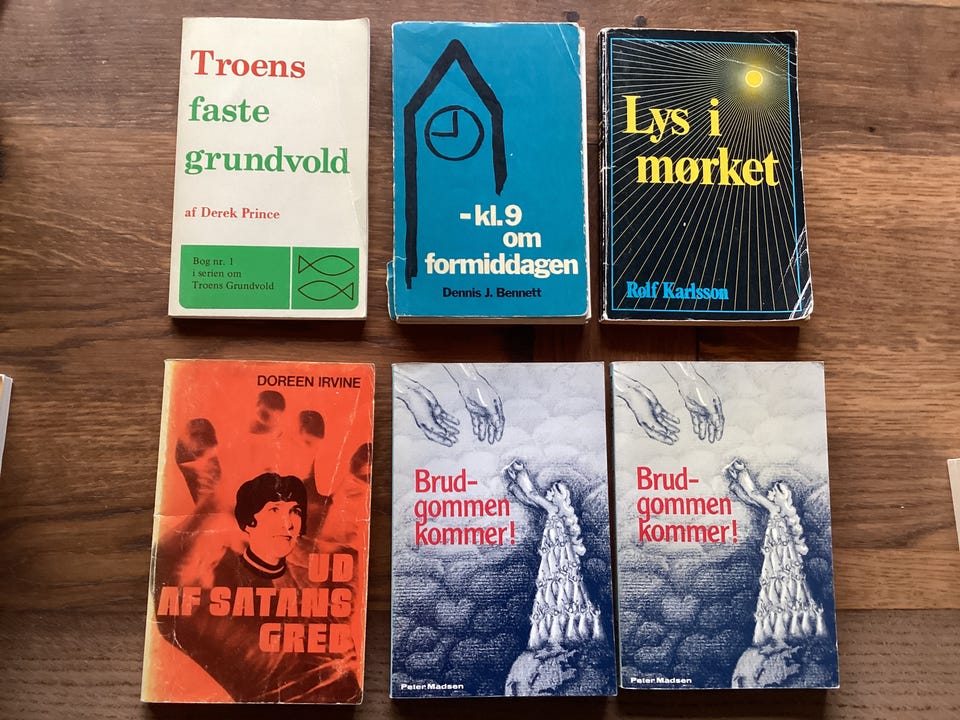 Troens
faste
grundvold
af Derek Prince
Bog nr. 1
i serien om
Troens Grundvold
-kl.9
om
formiddagen
Dennis J. Bennett
Lys i
mørket
Rolf Karlsson
DOREEN IRVINE
UD
AF SATANS
GREB
Brud-
gommen
kommer!
Peter Madsen
Brud-
gommen
kommer!
Peter Madsen